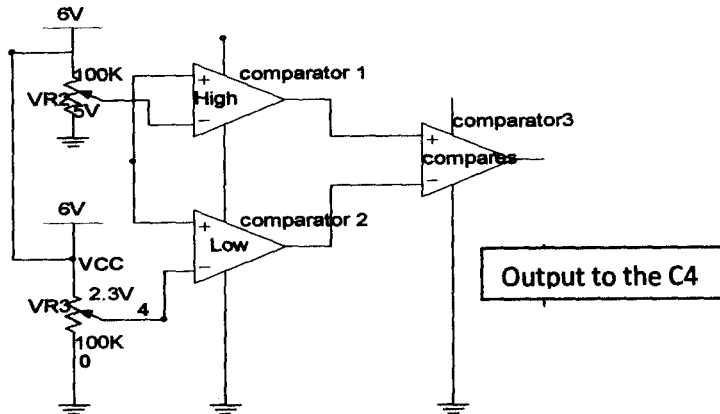 6V
100K
comparator 1
+
High
VR2
5V
-
comparator3
+
compares
-
6V
+
comparator 2
Low
-
VCC
Output to the C4
2.3V
VR3
4
100K
0